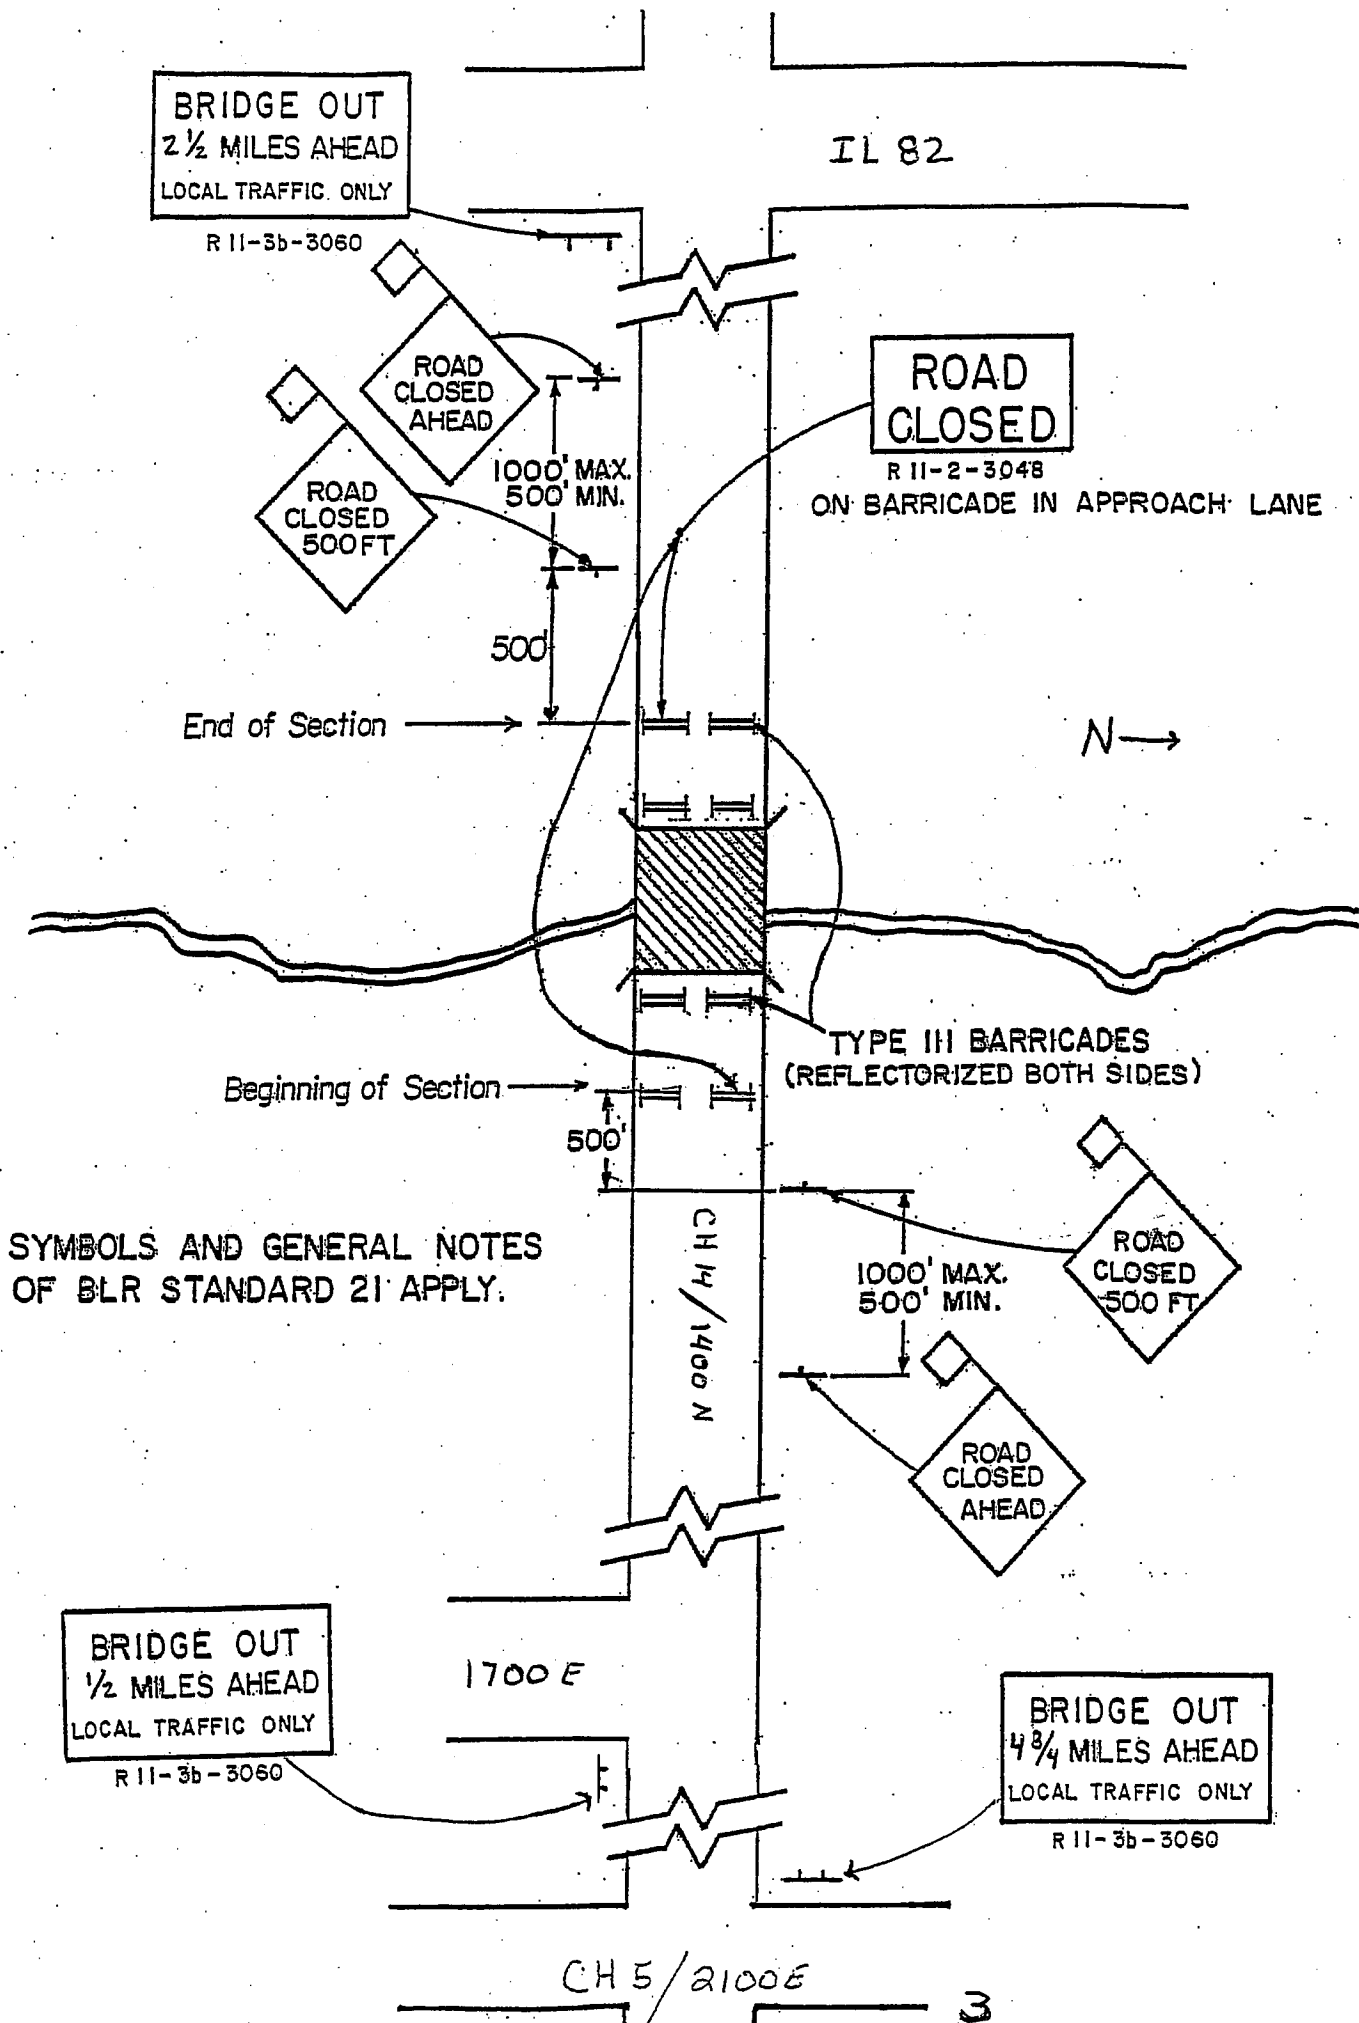 BRIDGE OUT
2 ½ MILES AHEAD
LOCAL TRAFFIC ONLY
R 11-3b-3060
IL 82
ROAD
CLOSED
AHEAD
ROAD
CLOSED
500 FT
1000' MAX.
500' MIN.
ROAD
CLOSED
R 11-2-3048
ON BARRICADE IN APPROACH LANE
500'
End of Section
N
TYPE III BARRICADES
(REFLECTORIZED BOTH SIDES)
Beginning of Section
500'
SYMBOLS AND GENERAL NOTES
OF BLR STANDARD 21 APPLY.
CH 14/1400 N
1000' MAX.
500' MIN.
ROAD
CLOSED
500 FT
ROAD
CLOSED
AHEAD
BRIDGE OUT
½ MILES AHEAD
LOCAL TRAFFIC ONLY
R 11-3b-3060
1700 E
BRIDGE OUT
4 ¾ MILES AHEAD
LOCAL TRAFFIC ONLY
R 11-3b-3060
CH 5/2100E
3